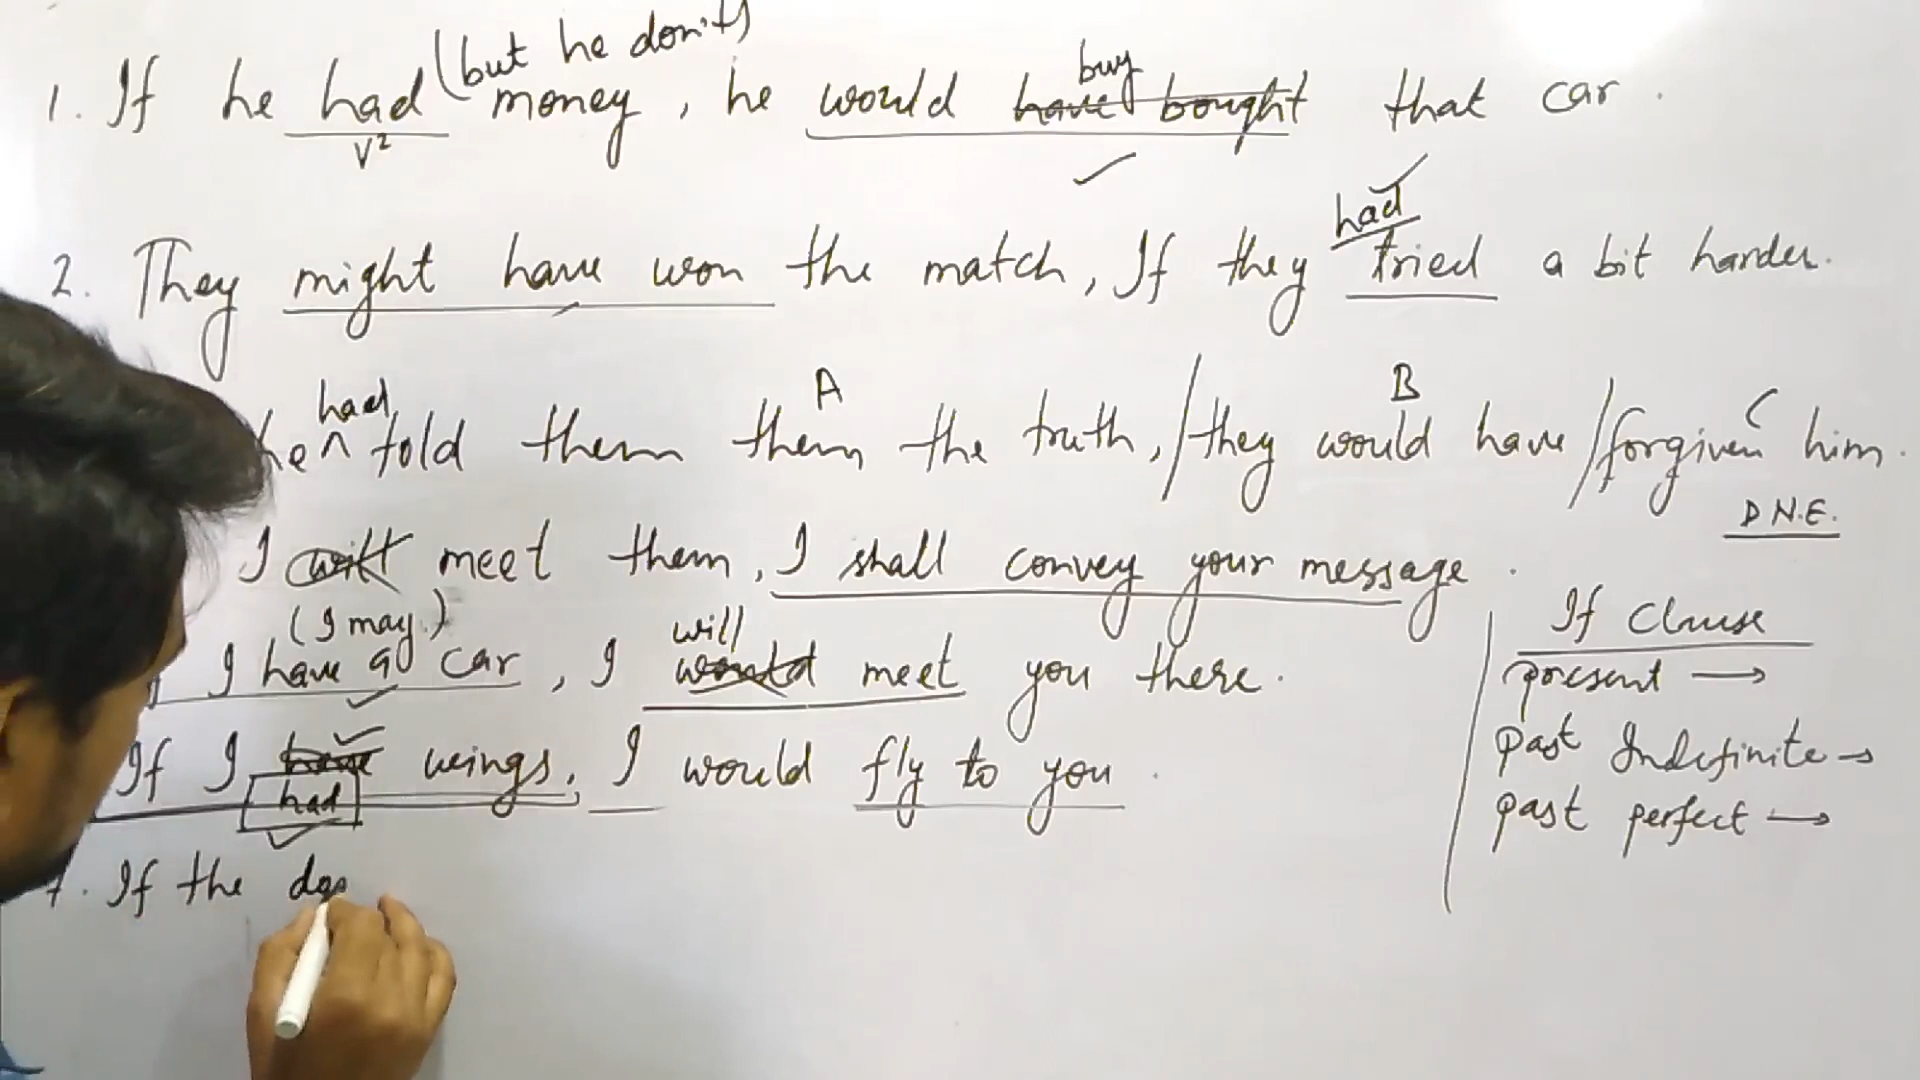 (but he don't)
buy
1. If he had money, he would have bought that car.
V²
had
2. They might have won the match, If they tried a bit harder.
had A B C
he ^ told them them the truth, / they would have / forgiven him.
D N.E.
I will meet them, I shall convey your message.
(I may) will
I have a car, I would meet you there.
If I have wings, I would fly to you.
had
7. If the do
If Clause
present →
Past Indefinite →
past perfect →